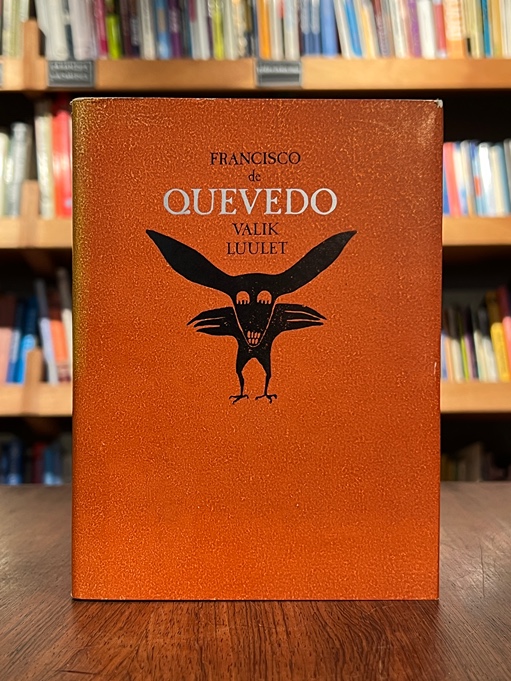 FRANCISCO
de
QUEVEDO
VALIK
LUULET